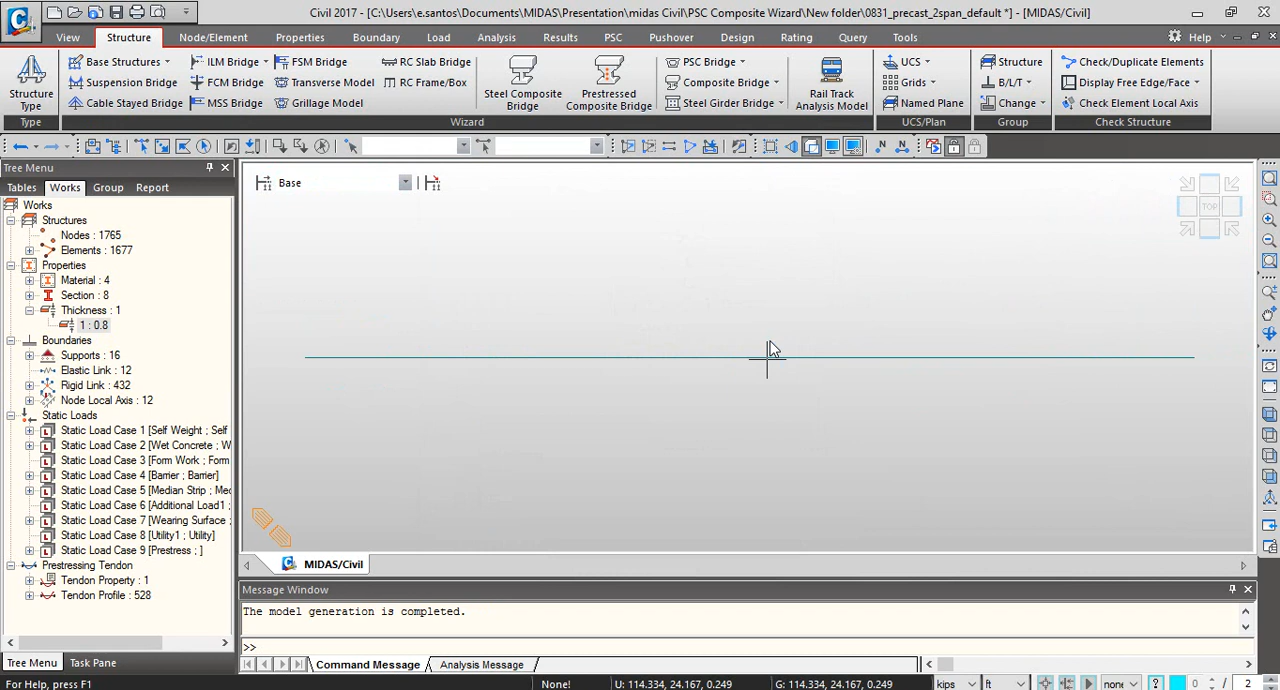 Civil 2017 - [C:\Users\e.santos\Documents\MIDAS\Presentation\midas Civil\PSC Composite Wizard\New folder\0831_precast_2span_default *] - [MIDAS/Civil]
View Structure Node/Element Properties Boundary Load Analysis Results PSC Pushover Design Rating Query Tools Help
Base Structures ILM Bridge FSM Bridge RC Slab Bridge PSC Bridge UCS Structure Check/Duplicate Elements
Suspension Bridge FCM Bridge Transverse Model RC Frame/Box Composite Bridge Grids B/L/T Display Free Edge/Face
Structure Type Cable Stayed Bridge MSS Bridge Grillage Model Steel Composite Bridge Prestressed Composite Bridge Steel Girder Bridge Rail Track Analysis Model Named Plane Change Check Element Local Axis
Type Wizard UCS/Plan Group Check Structure
Tree Menu
Tables Works Group Report
Base
TOP
Works
Structures
Nodes : 1765
Elements : 1677
Properties
Material : 4
Section : 8
Thickness : 1
1 : 0.8
Boundaries
Supports : 16
Elastic Link : 12
Rigid Link : 432
Node Local Axis : 12
Static Loads
Static Load Case 1 [Self Weight ; Self
Static Load Case 2 [Wet Concrete ; W
Static Load Case 3 [Form Work ; Form
Static Load Case 4 [Barrier ; Barrier]
Static Load Case 5 [Median Strip ; Med
Static Load Case 6 [Additional Load1 ;
Static Load Case 7 [Wearing Surface ;
Static Load Case 8 [Utility1 ; Utility]
Static Load Case 9 [Prestress ; ]
Prestressing Tendon
Tendon Property : 1
Tendon Profile : 528
MIDAS/Civil
Message Window
The model generation is completed.
>>
Tree Menu Task Pane
Command Message Analysis Message
For Help, press F1
None!
U: 114.334, 24.167, 0.249
G: 114.334, 24.167, 0.249
kips ft none ? 0 / 2